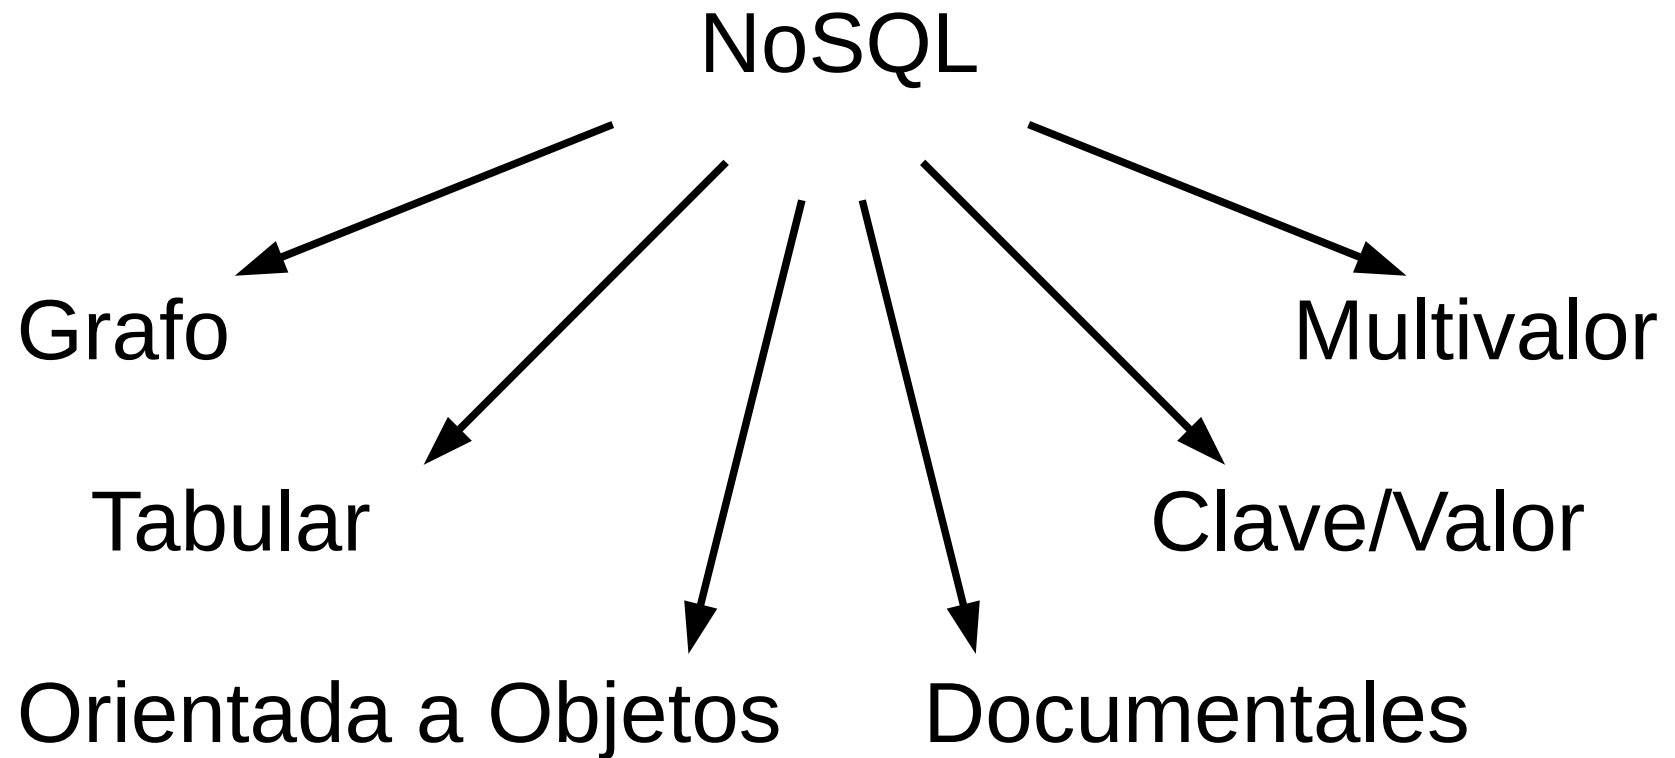 NoSQL
Grafo
Multivalor
Tabular
Clave/Valor
Orientada a Objetos
Documentales